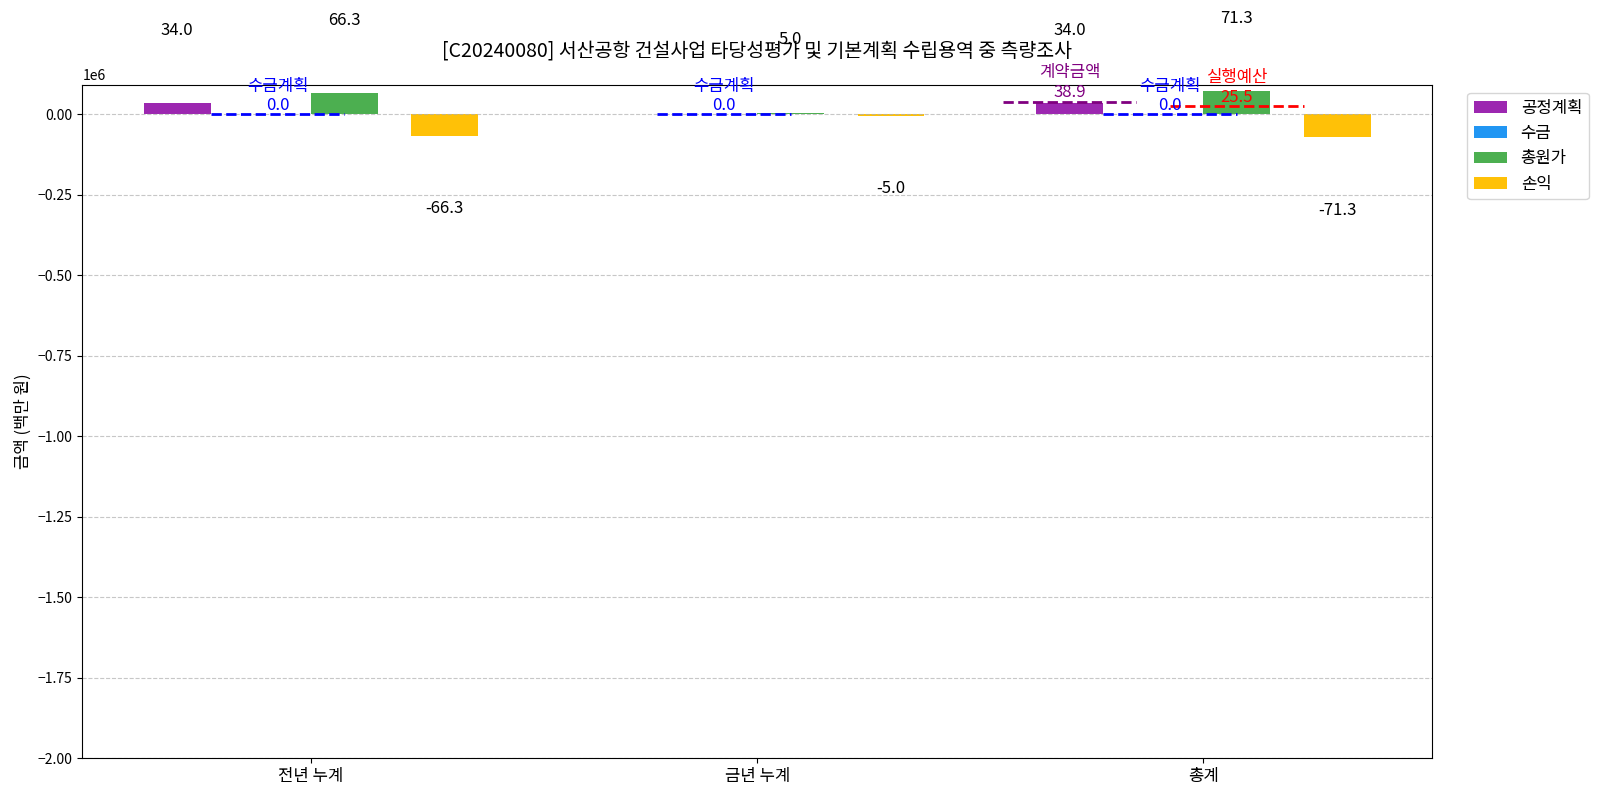 34.0
66.3
5.0
34.0
71.3
[C20240080] 서산공항 건설사업 타당성평가 및 기본계획 수립용역 중 측량조사
1e6
수금계획
0.0
수금계획
0.0
계약금액
38.9
수금계획
0.0
실행예산
25.5
-66.3
-5.0
-71.3
공정계획
수금
총원가
손익
금액 (백만 원)
0.00
−0.25
−0.50
−0.75
−1.00
−1.25
−1.50
−1.75
−2.00
전년 누계
금년 누계
총계